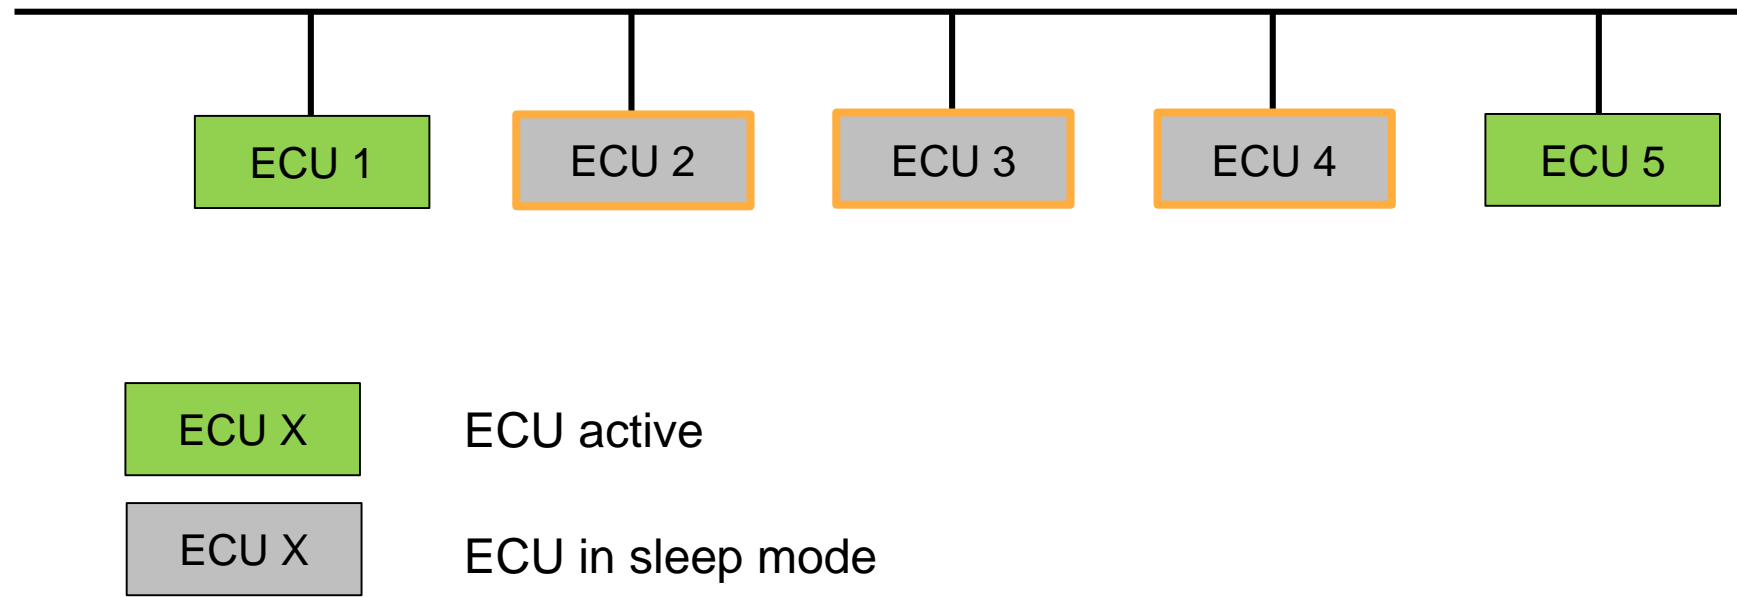 ECU 1
ECU 2
ECU 3
ECU 4
ECU 5
ECU X
ECU active
ECU X
ECU in sleep mode